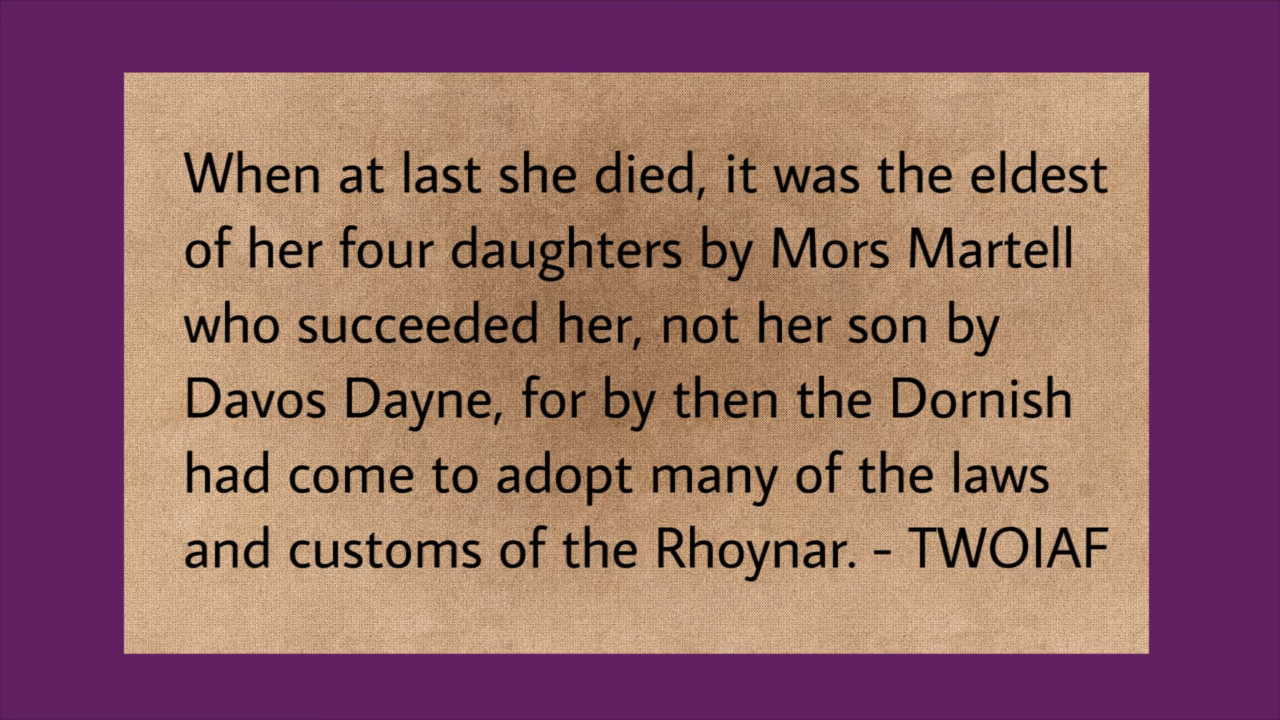 When at last she died, it was the eldest
of her four daughters by Mors Martell
who succeeded her, not her son by
Davos Dayne, for by then the Dornish
had come to adopt many of the laws
and customs of the Rhoynar. – TWOIAF